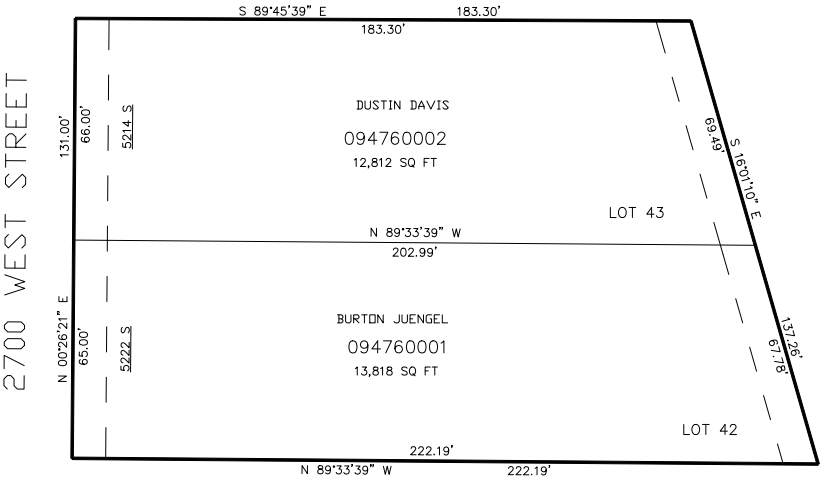 S 89°45'39" E 183.30'
183.30'
2700 WEST STREET
131.00'
66.00'
5214 S
DUSTIN DAVIS
094760002
12,812 SQ FT
LOT 43
69.49'
S 16°01'10" E
N 89°33'39" W
202.99'
N 00°26'21" E
65.00'
5222 S
BURTON JUENGEL
094760001
13,818 SQ FT
LOT 42
137.26'
67.78'
222.19'
N 89°33'39" W 222.19'